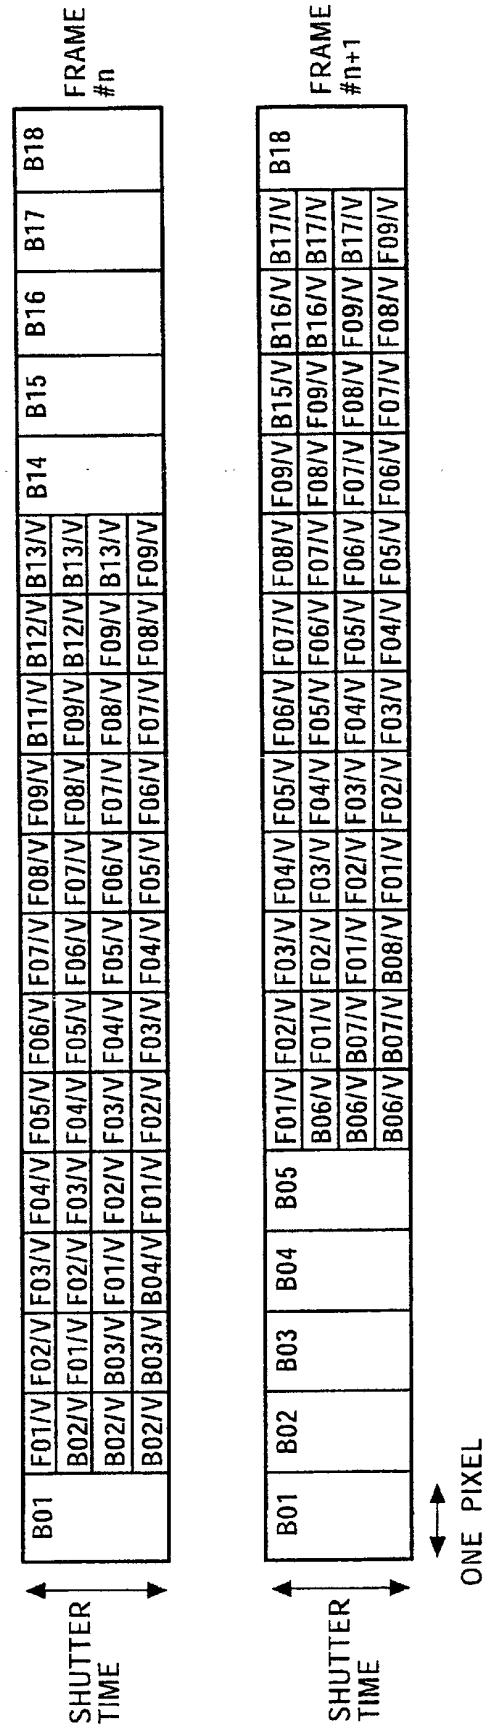 B01 F01/V F02/V F03/V F04/V F05/V F06/V F07/V F08/V F09/V B11/V B12/V B13/V B14 B15 B16 B17 B18
B02/V F01/V F02/V F03/V F04/V F05/V F06/V F07/V F08/V F09/V B12/V B13/V
B02/V B03/V F01/V F02/V F03/V F04/V F05/V F06/V F07/V F08/V F09/V B13/V
B02/V B03/V B04/V F01/V F02/V F03/V F04/V F05/V F06/V F07/V F08/V F09/V
SHUTTER
TIME
FRAME
#n
B01 B02 B03 B04 B05 F01/V F02/V F03/V F04/V F05/V F06/V F07/V F08/V F09/V B15/V B16/V B17/V B18
B06/V F01/V F02/V F03/V F04/V F05/V F06/V F07/V F08/V F09/V B16/V B17/V
B06/V B07/V F01/V F02/V F03/V F04/V F05/V F06/V F07/V F08/V F09/V B17/V
B06/V B07/V B08/V F01/V F02/V F03/V F04/V F05/V F06/V F07/V F08/V F09/V
SHUTTER
TIME
FRAME
#n+1
ONE PIXEL